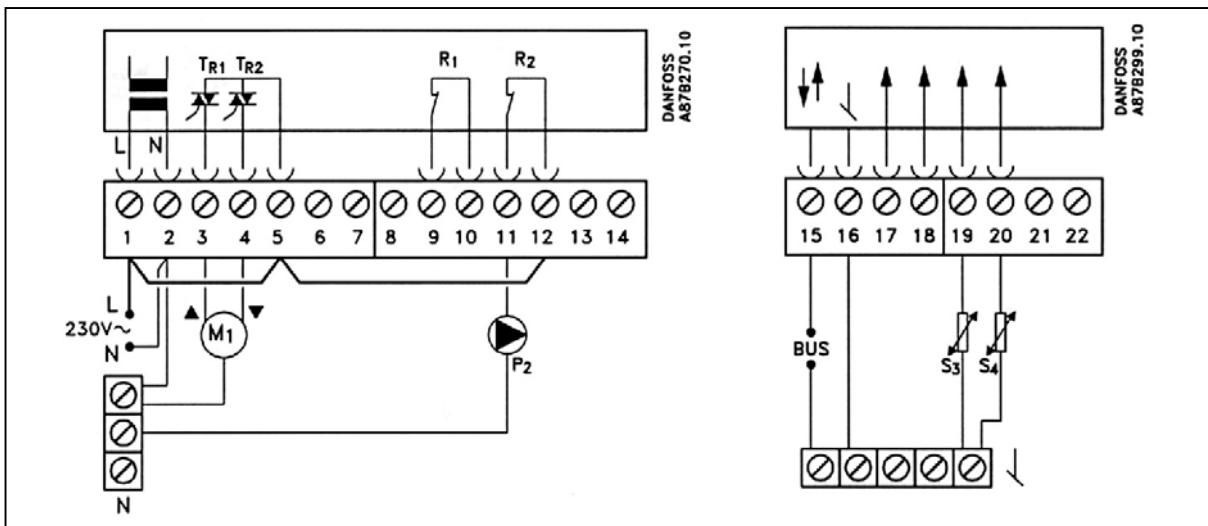 TR1 TR2
R1
R2
DANFOSS
A87B270.10
L N
1 2 3 4 5 6 7 8 9 10 11 12 13 14
L
230V~
N
M1
P2
N
DANFOSS
A87B299.10
15 16 17 18 19 20 21 22
BUS
S3
S4